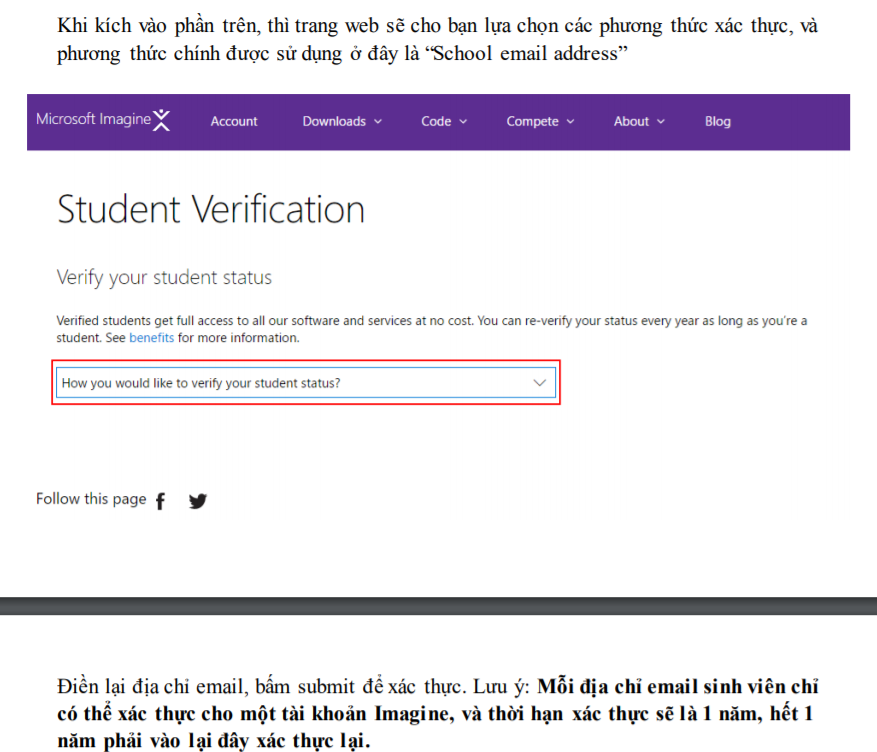 Khi kích vào phần trên, thì trang web sẽ cho bạn lựa chọn các phương thức xác thực, và
phương thức chính được sử dụng ở đây là “School email address”
Microsoft Imagine Account Downloads Code Compete About Blog
Student Verification
Verify your student status
Verified students get full access to all our software and services at no cost. You can re-verify your status every year as long as you're a
student. See benefits for more information.
How you would like to verify your student status?
Follow this page
Điền lại địa chỉ email, bấm submit để xác thực. Lưu ý: Mỗi địa chỉ email sinh viên chỉ
có thể xác thực cho một tài khoản Imagine, và thời hạn xác thực sẽ là 1 năm, hết 1
năm phải vào lại đây xác thực lại.